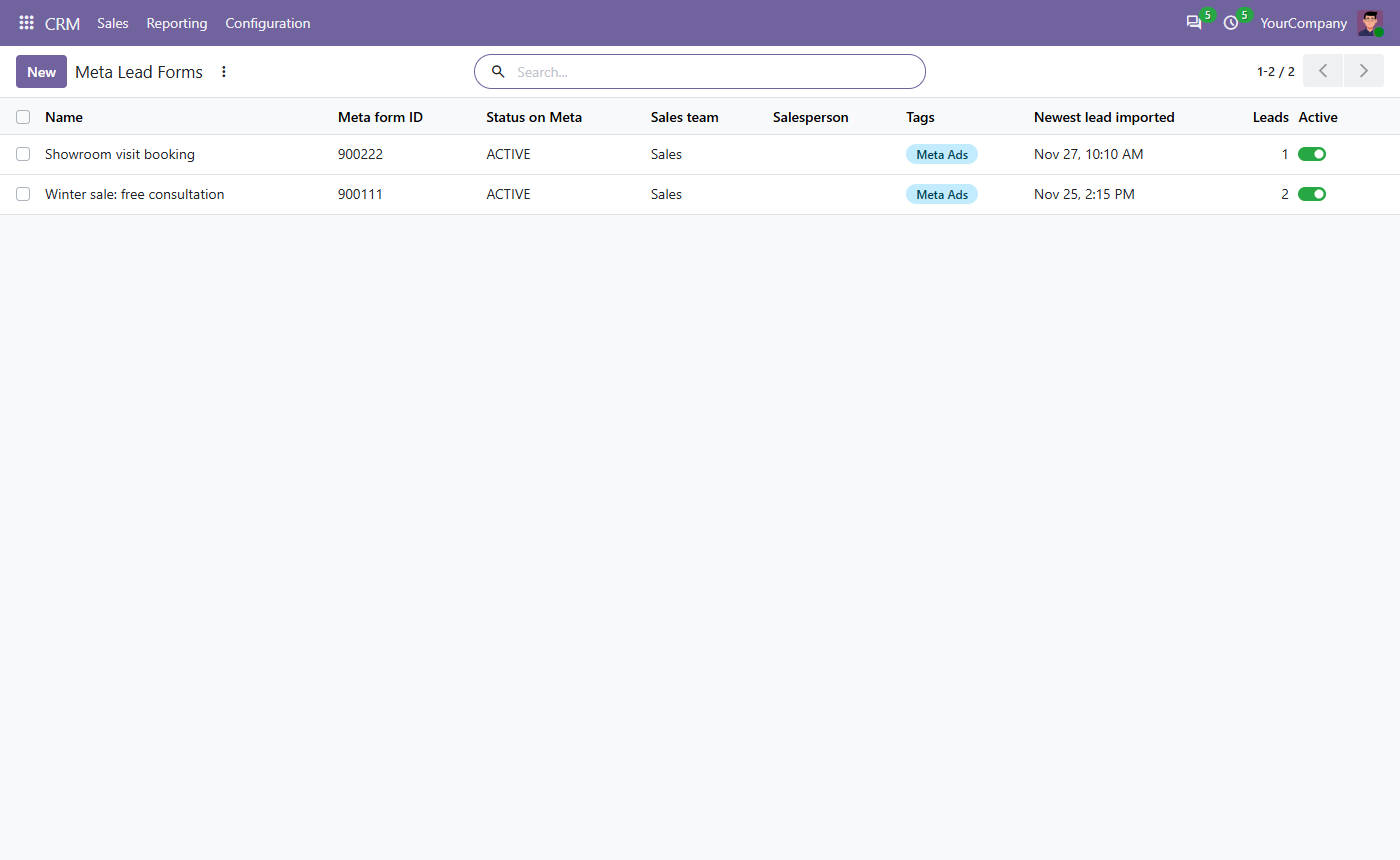 CRM Sales Reporting Configuration 5 5 YourCompany
New Meta Lead Forms Search... 1-2 / 2
Name Meta form ID Status on Meta Sales team Salesperson Tags Newest lead imported Leads Active
Showroom visit booking 900222 ACTIVE Sales Meta Ads Nov 27, 10:10 AM 1
Winter sale: free consultation 900111 ACTIVE Sales Meta Ads Nov 25, 2:15 PM 2